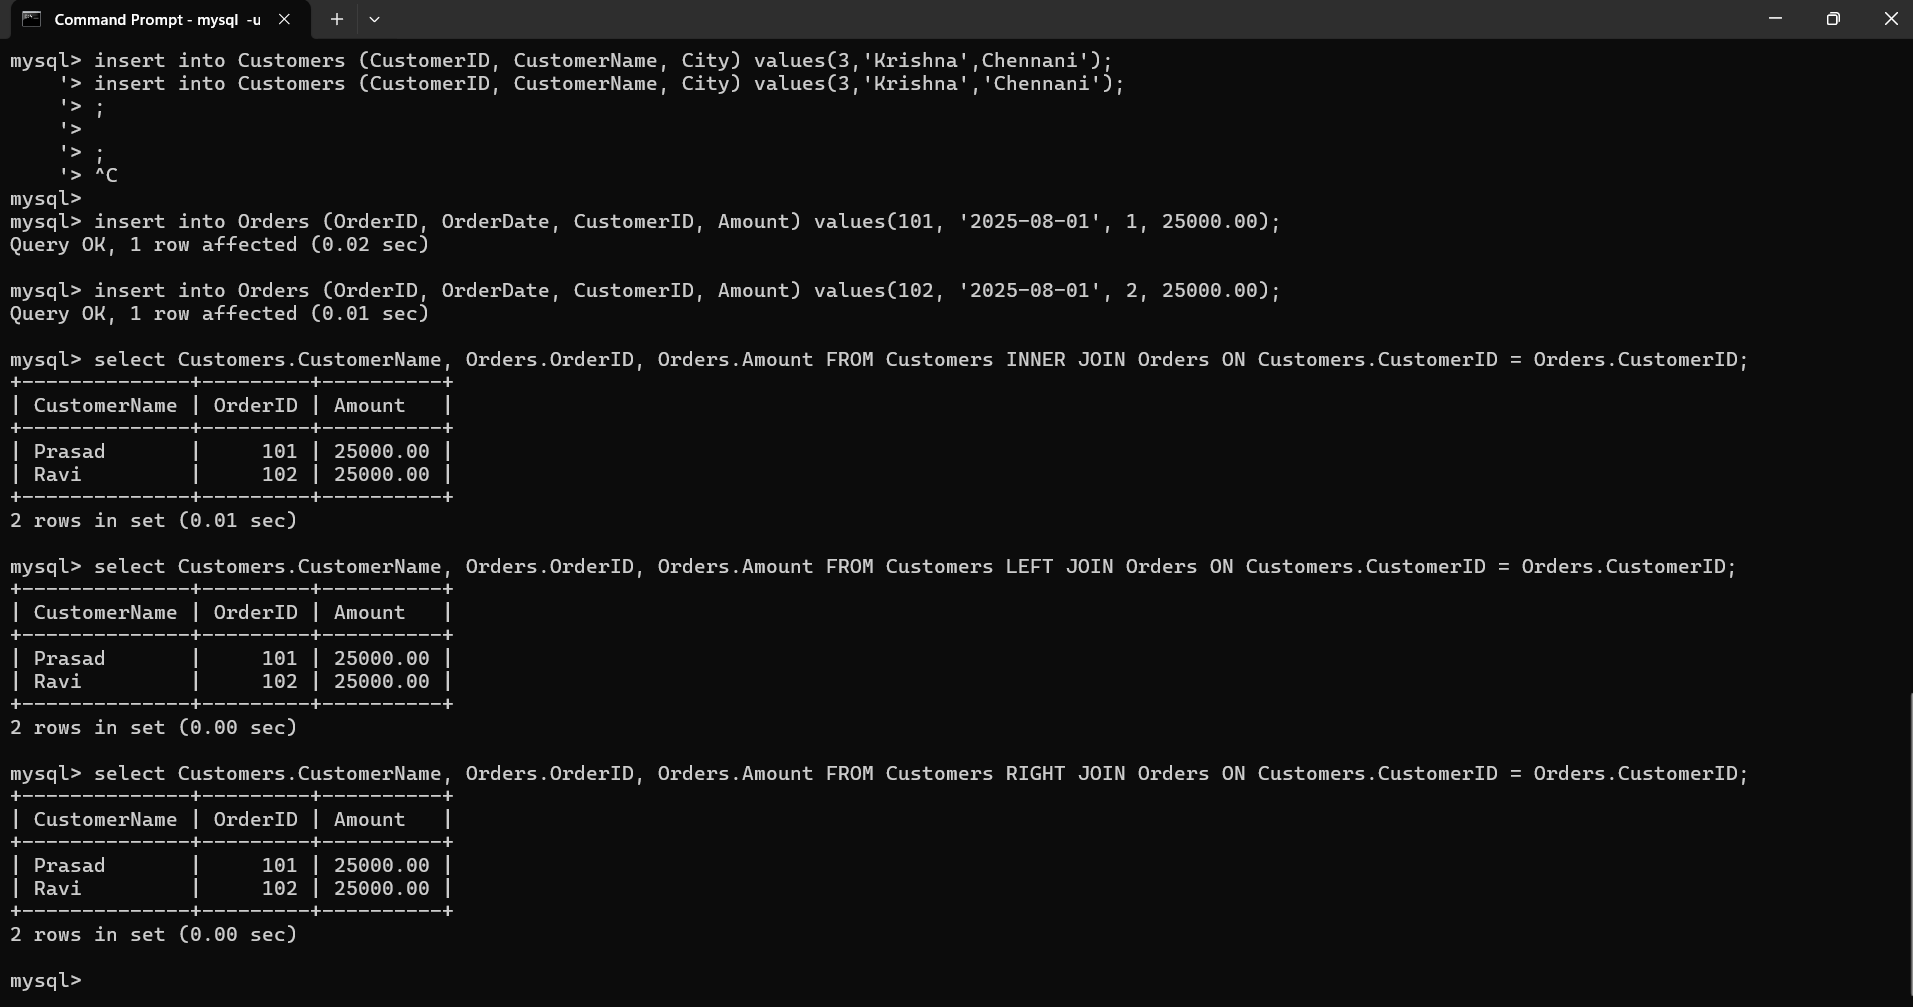 Command Prompt - mysql -u
mysql> insert into Customers (CustomerID, CustomerName, City) values(3,'Krishna',Chennani');
    '> insert into Customers (CustomerID, CustomerName, City) values(3,'Krishna','Chennani');
    '> ;
    '>
    '> ;
    '> ^C
mysql>
mysql> insert into Orders (OrderID, OrderDate, CustomerID, Amount) values(101, '2025-08-01', 1, 25000.00);
Query OK, 1 row affected (0.02 sec)
mysql> insert into Orders (OrderID, OrderDate, CustomerID, Amount) values(102, '2025-08-01', 2, 25000.00);
Query OK, 1 row affected (0.01 sec)
mysql> select Customers.CustomerName, Orders.OrderID, Orders.Amount FROM Customers INNER JOIN Orders ON Customers.CustomerID = Orders.CustomerID;
+--------------+---------+----------+
| CustomerName | OrderID | Amount   |
+--------------+---------+----------+
| Prasad       |     101 | 25000.00 |
| Ravi         |     102 | 25000.00 |
+--------------+---------+----------+
2 rows in set (0.01 sec)
mysql> select Customers.CustomerName, Orders.OrderID, Orders.Amount FROM Customers LEFT JOIN Orders ON Customers.CustomerID = Orders.CustomerID;
+--------------+---------+----------+
| CustomerName | OrderID | Amount   |
+--------------+---------+----------+
| Prasad       |     101 | 25000.00 |
| Ravi         |     102 | 25000.00 |
+--------------+---------+----------+
2 rows in set (0.00 sec)
mysql> select Customers.CustomerName, Orders.OrderID, Orders.Amount FROM Customers RIGHT JOIN Orders ON Customers.CustomerID = Orders.CustomerID;
+--------------+---------+----------+
| CustomerName | OrderID | Amount   |
+--------------+---------+----------+
| Prasad       |     101 | 25000.00 |
| Ravi         |     102 | 25000.00 |
+--------------+---------+----------+
2 rows in set (0.00 sec)
mysql>